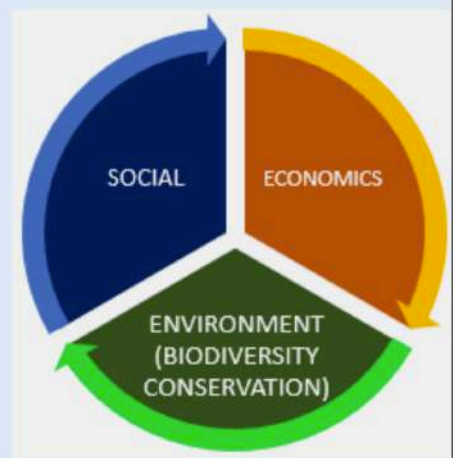 SOCIAL
ECONOMICS
ENVIRONMENT
(BIODIVERSITY
CONSERVATION)